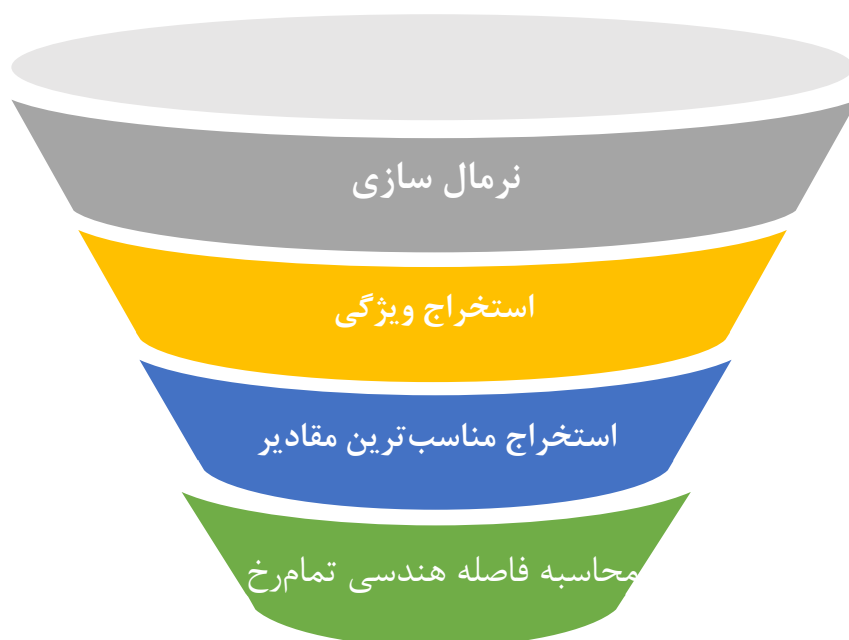 نرمال سازی
استخراج ویژگی
استخراج مناسب‌ترین مقادیر
محاسبه فاصله هندسی تمام‌رخ